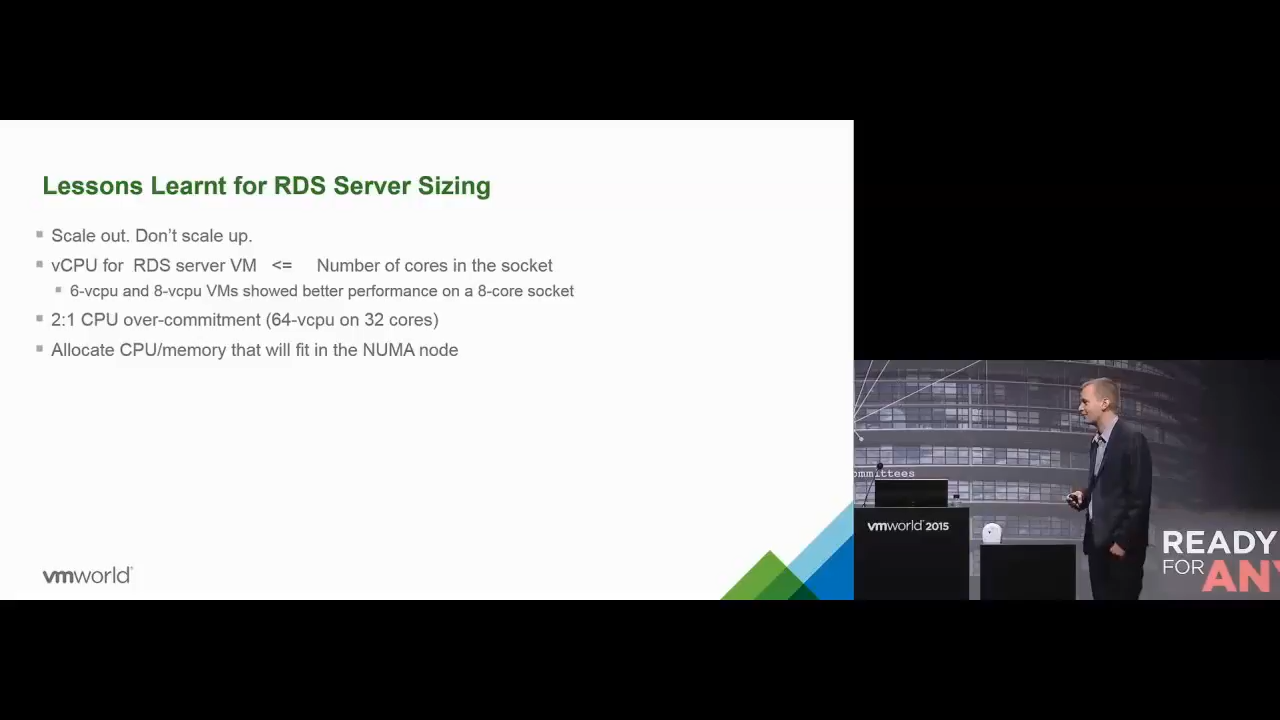 Lessons Learnt for RDS Server Sizing
Scale out. Don't scale up.
vCPU for RDS server VM <= Number of cores in the socket
6-vcpu and 8-vcpu VMs showed better performance on a 8-core socket
2:1 CPU over-commitment (64-vcpu on 32 cores)
Allocate CPU/memory that will fit in the NUMA node
vmworld
ommittees
vmworld 2015
READY
FOR AN